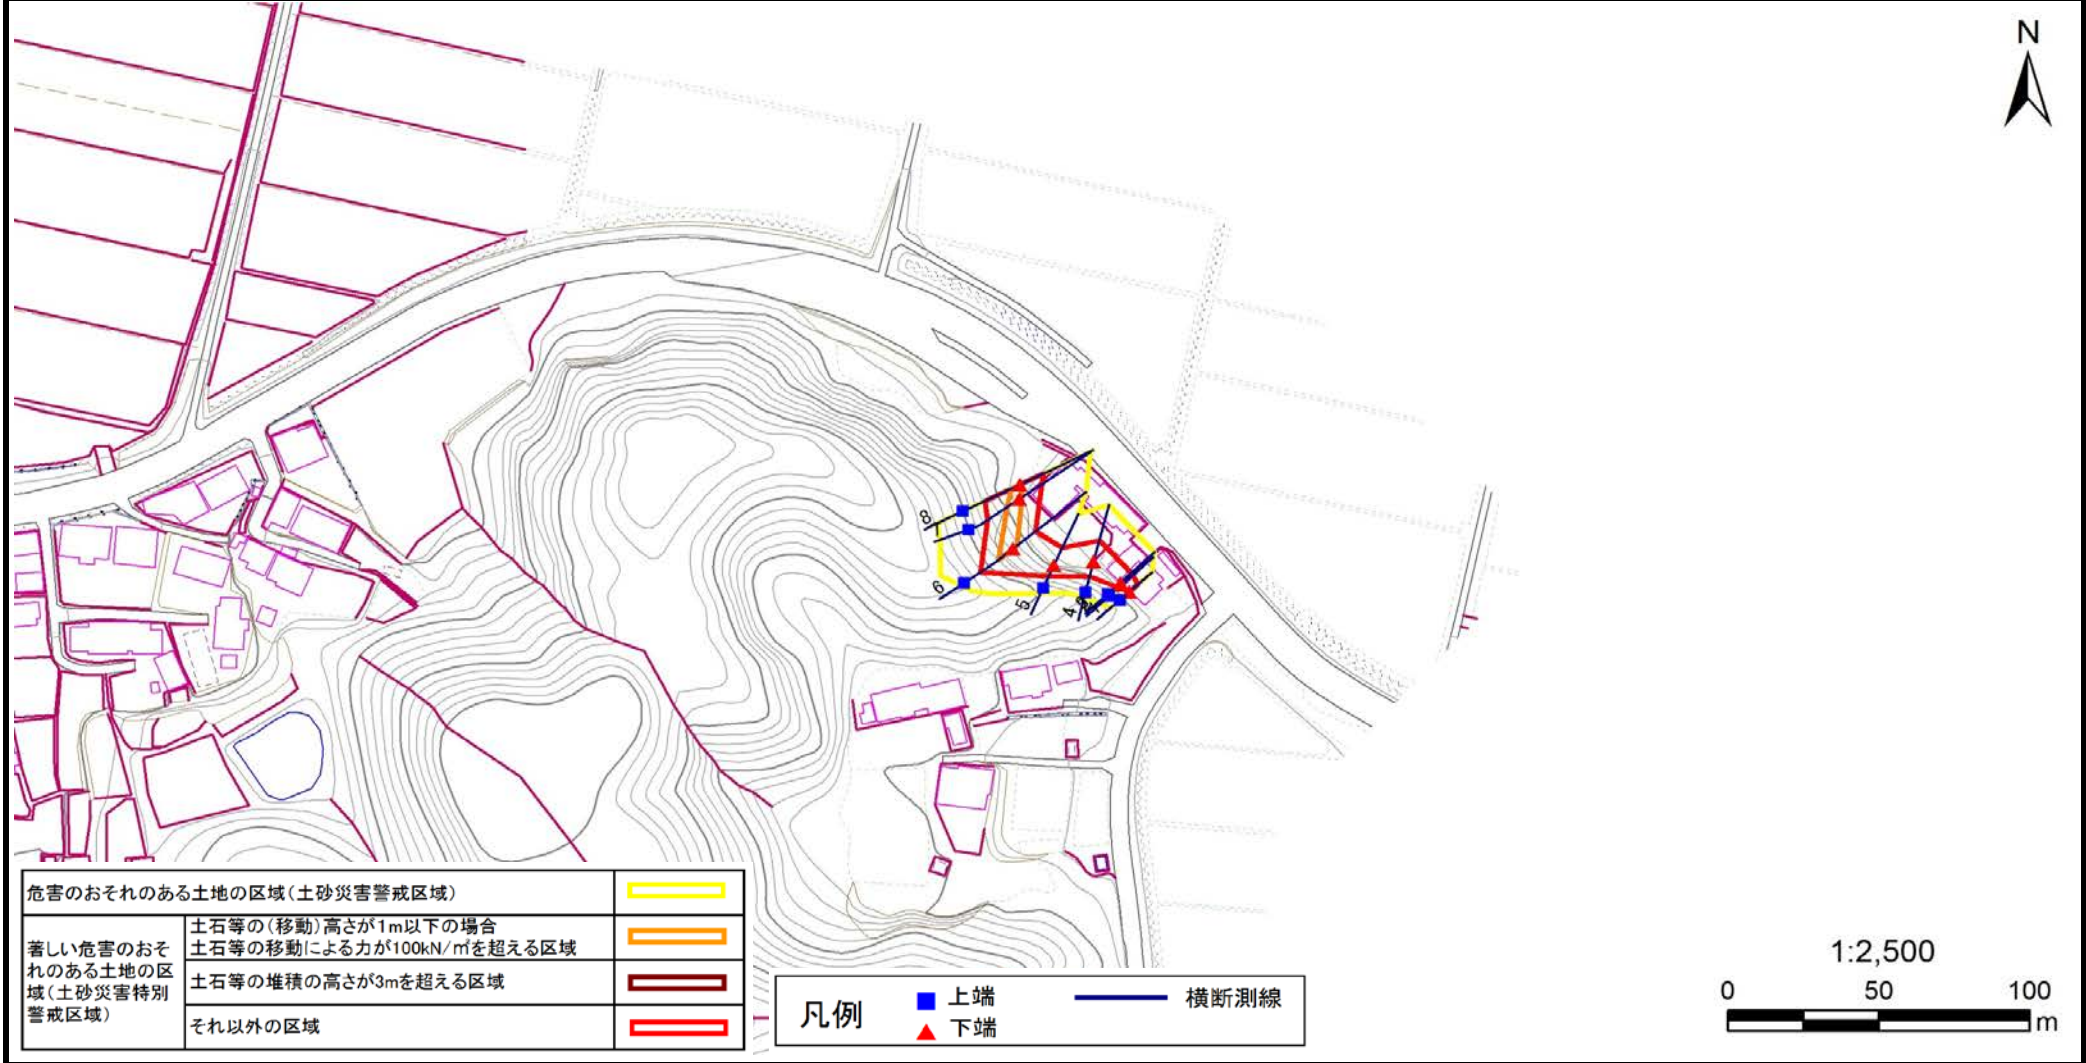 N
8
6
5
4
危害のおそれのある土地の区域(土砂災害警戒区域)
著しい危害のおそ
れのある土地の区
域(土砂災害特別
警戒区域)
土石等の(移動)高さが1m以下の場合
土石等の移動による力が100kN/㎡を超える区域
土石等の堆積の高さが3mを超える区域
それ以外の区域
凡例
上端
下端
横断測線
1:2,500
0 50 100
m